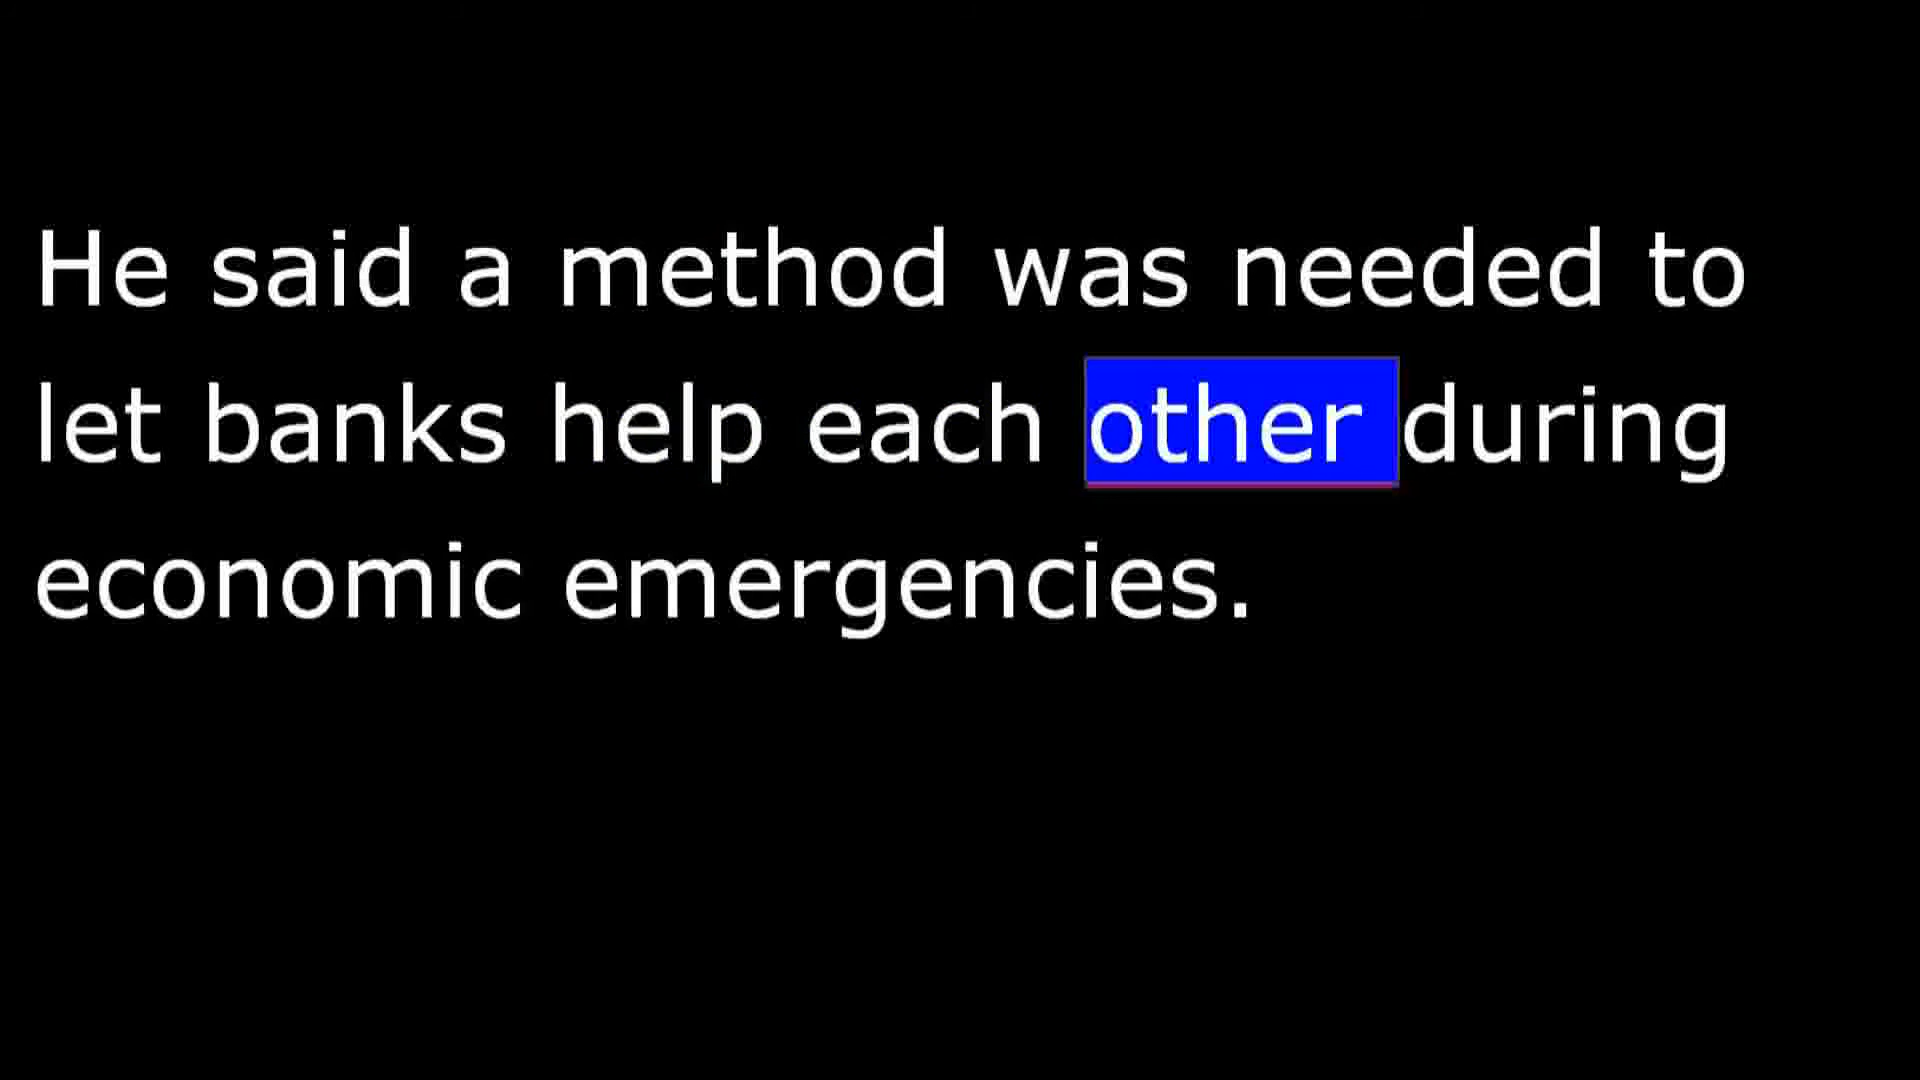 He said a method was needed to
let banks help each other during
economic emergencies.